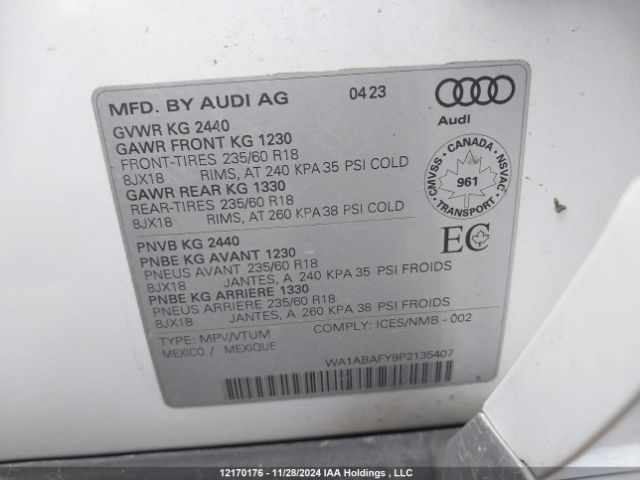 MFD. BY AUDI AG 04 23
Audi
GVWR KG 2440
GAWR FRONT KG 1230
FRONT-TIRES 235/60 R18
8JX18 RIMS, AT 240 KPA 35 PSI COLD
GAWR REAR KG 1330
REAR-TIRES 235/60 R18
8JX18 RIMS, AT 260 KPA 38 PSI COLD
CMVSS - CANADA - NSVAC
961
TRANSPORT
PNVB KG 2440
PNBE KG AVANT 1230
PNEUS AVANT 235/60 R18
8JX18 JANTES, A 240 KPA 35 PSI FROIDS
PNBE KG ARRIERE 1330
PNEUS ARRIERE 235/60 R18
8JX18 JANTES, A 260 KPA 38 PSI FROIDS
EC
TYPE: MPV/VTUM COMPLY: ICES/NMB - 002
MEXICO / MEXIQUE
WA1ABAFY9P2135407
12170176 - 11/28/2024 IAA Holdings , LLC